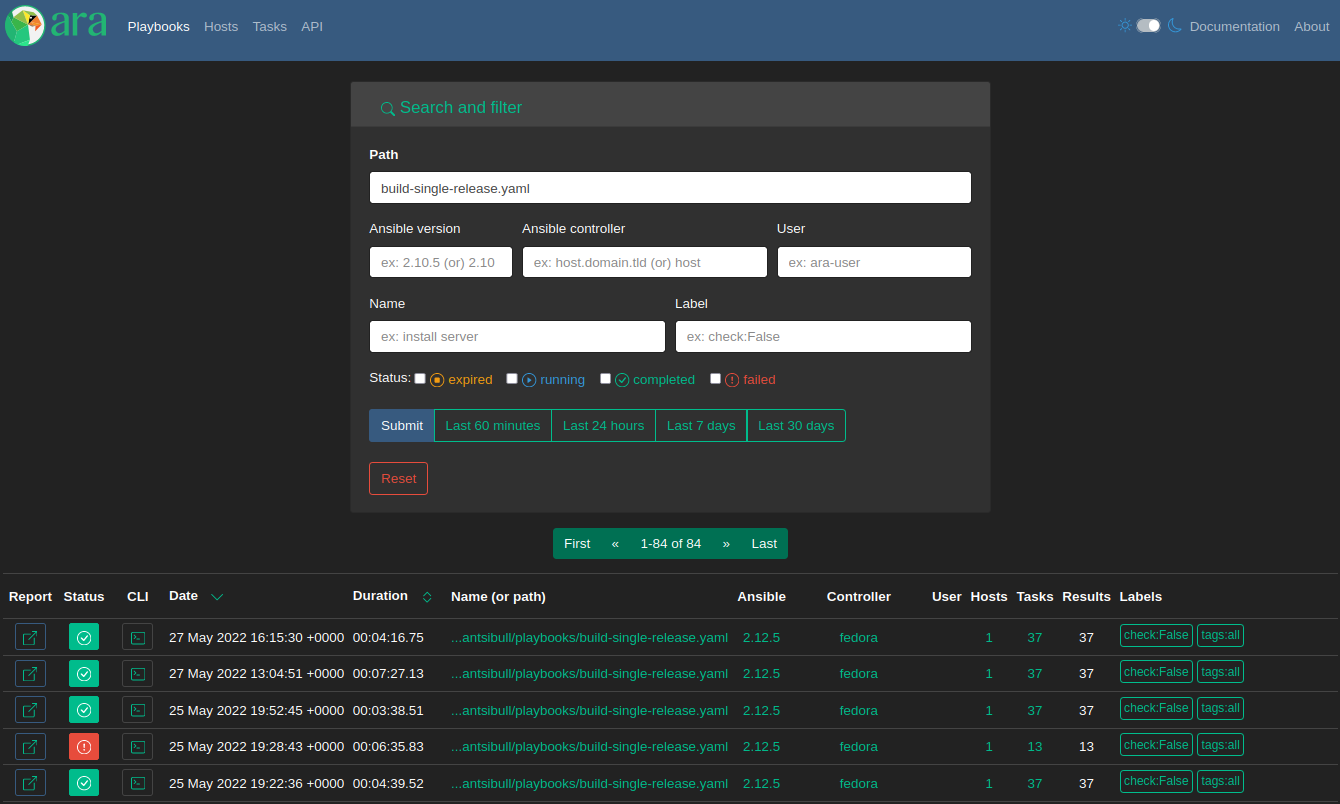 ara Playbooks Hosts Tasks API Documentation About
Search and filter
Path
build-single-release.yaml
Ansible version Ansible controller User
ex: 2.10.5 (or) 2.10 ex: host.domain.tld (or) host ex: ara-user
Name Label
ex: install server ex: check:False
Status: expired running completed failed
Submit Last 60 minutes Last 24 hours Last 7 days Last 30 days
Reset
First « 1-84 of 84 » Last
Report Status CLI Date Duration Name (or path) Ansible Controller User Hosts Tasks Results Labels
27 May 2022 16:15:30 +0000 00:04:16.75 ...antsibull/playbooks/build-single-release.yaml 2.12.5 fedora 1 37 37 check:False tags:all
27 May 2022 13:04:51 +0000 00:07:27.13 ...antsibull/playbooks/build-single-release.yaml 2.12.5 fedora 1 37 37 check:False tags:all
25 May 2022 19:52:45 +0000 00:03:38.51 ...antsibull/playbooks/build-single-release.yaml 2.12.5 fedora 1 37 37 check:False tags:all
25 May 2022 19:28:43 +0000 00:06:35.83 ...antsibull/playbooks/build-single-release.yaml 2.12.5 fedora 1 13 13 check:False tags:all
25 May 2022 19:22:36 +0000 00:04:39.52 ...antsibull/playbooks/build-single-release.yaml 2.12.5 fedora 1 37 37 check:False tags:all